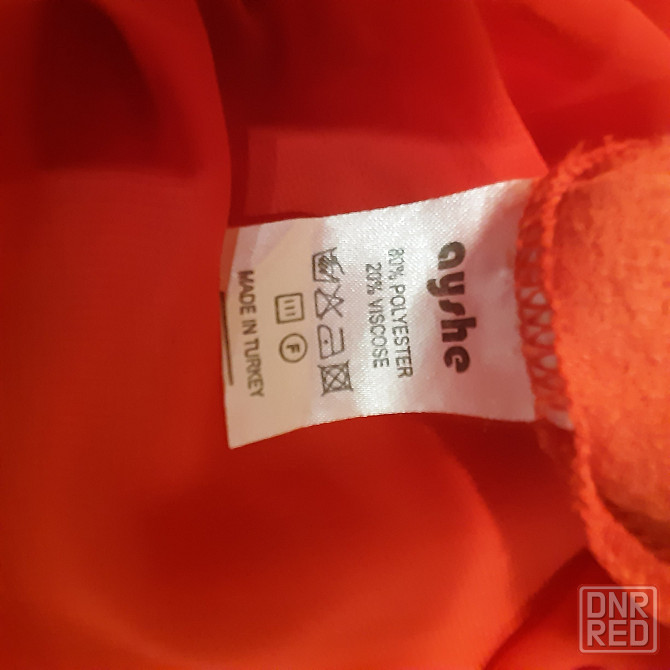 ayshe
80% POLYESTER
20% VISCOSE
F
MADE IN TURKEY
DNR
RED